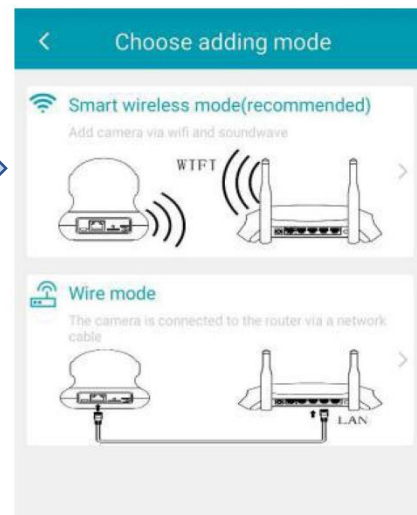 Choose adding mode
Smart wireless mode(recommended)
Add camera via wifi and soundwave
WIFI
Wire mode
The camera is connected to the router via a network
cable
LAN